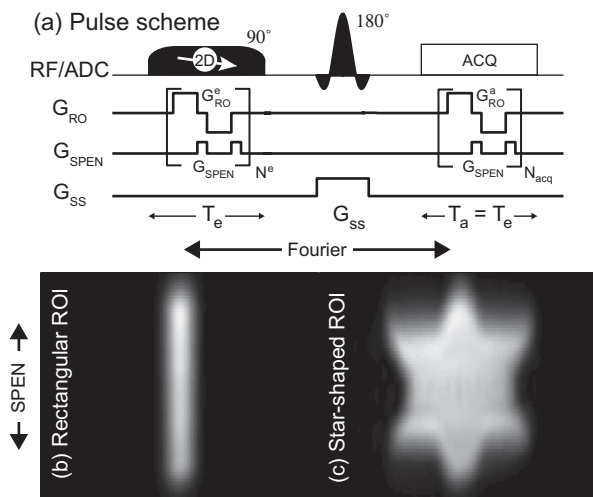 (a) Pulse scheme
90°
180°
2D
RF/ADC
ACQ
G_RO
G^e_RO
G^a_RO
G_SPEN
G_SPEN
N^e
G_SPEN
N_acq
G_SS
T_e
G_ss
T_a = T_e
Fourier
SPEN
(b) Rectangular ROI
(c) Star-shaped ROI